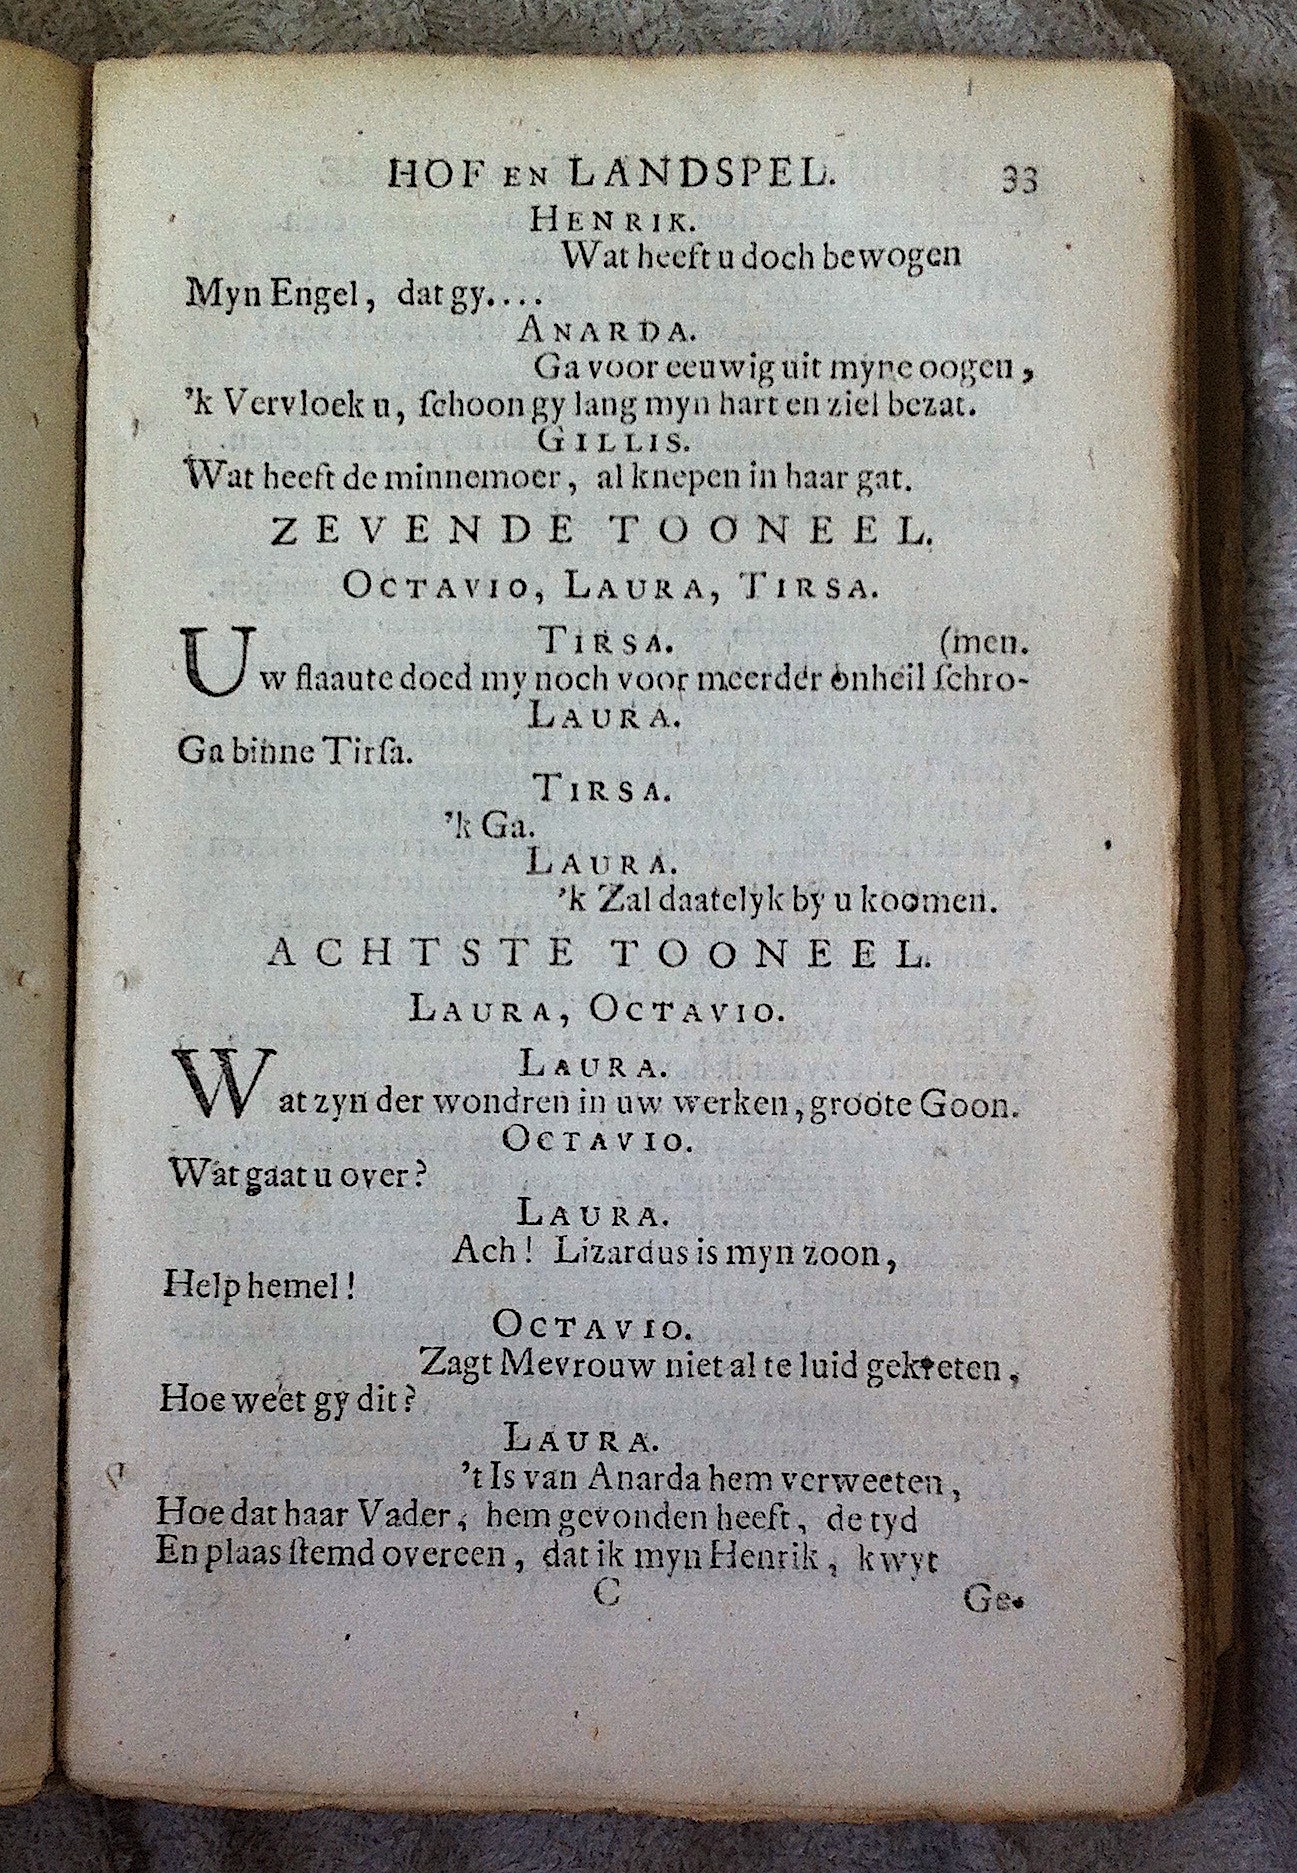 HOF EN LANDSPEL. 33
HENRIK.
Wat heeft u doch bewogen
Myn Engel, dat gy....
ANARDA.
Ga voor eeuwig uit myne oogen,
'k Vervloek u, ſchoon gy lang myn hart en ziel bezat.
GILLIS.
Wat heeft de minnemoer, al knepen in haar gat.
ZEVENDE TOONEEL.
OCTAVIO, LAURA, TIRSA.
TIRSA. (men.
Uw flaaute doed my noch voor meerder onheil ſchro-
LAURA.
Ga binne Tirſa.
TIRSA.
'k Ga.
LAURA.
'k Zal daatelyk by u koomen.
ACHTSTE TOONEEL.
LAURA, OCTAVIO.
LAURA.
Wat zyn der wondren in uw werken, groote Goon.
OCTAVIO.
Wat gaat u over?
LAURA.
Ach! Lizardus is myn zoon,
Help hemel!
OCTAVIO.
Zagt Mevrouw niet al te luid gekreten,
Hoe weet gy dit?
LAURA.
't Is van Anarda hem verweeten,
Hoe dat haar Vader, hem gevonden heeft, de tyd
En plaas ſtemd overeen, dat ik myn Henrik, kwyt
C Ge-